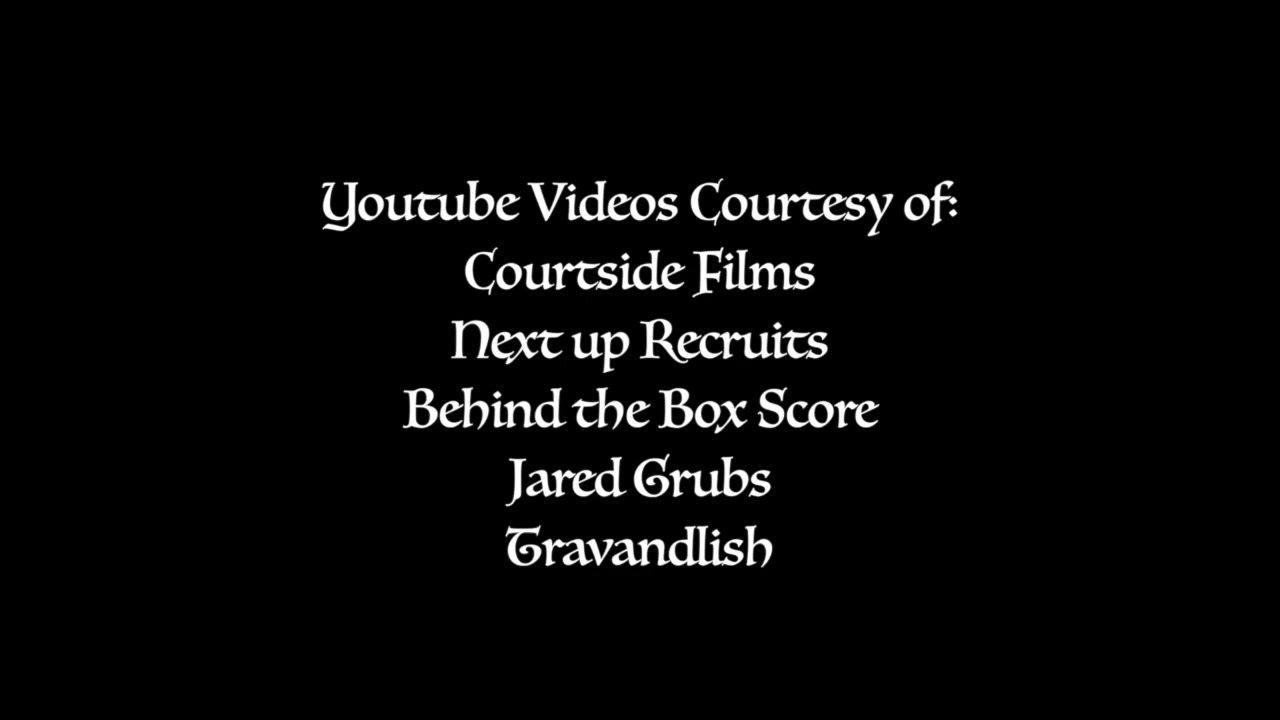 Youtube Videos Courtesy of:
Courtside Films
Next up Recruits
Behind the Box Score
Jared Grubs
Travandlish